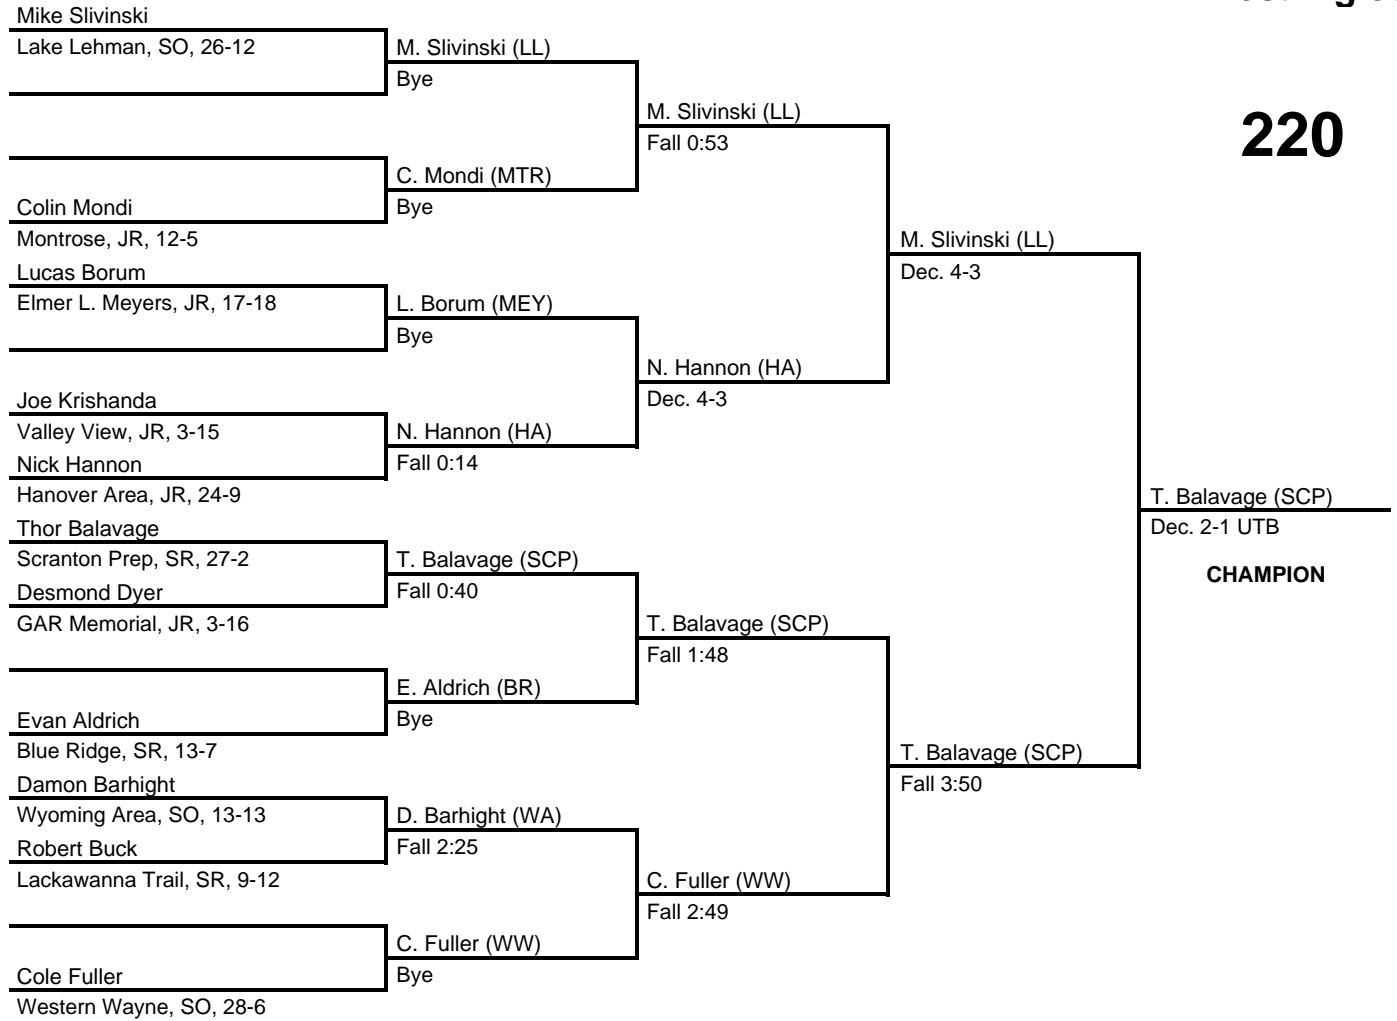 Mike Slivinski
Lake Lehman, SO, 26-12
M. Slivinski (LL)
Bye
M. Slivinski (LL)
Fall 0:53
220
C. Mondi (MTR)
Bye
Colin Mondi
Montrose, JR, 12-5
M. Slivinski (LL)
Dec. 4-3
Lucas Borum
Elmer L. Meyers, JR, 17-18
L. Borum (MEY)
Bye
N. Hannon (HA)
Dec. 4-3
Joe Krishanda
Valley View, JR, 3-15
N. Hannon (HA)
Fall 0:14
Nick Hannon
Hanover Area, JR, 24-9
T. Balavage (SCP)
Dec. 2-1 UTB
CHAMPION
Thor Balavage
Scranton Prep, SR, 27-2
T. Balavage (SCP)
Fall 0:40
Desmond Dyer
GAR Memorial, JR, 3-16
T. Balavage (SCP)
Fall 1:48
E. Aldrich (BR)
Bye
Evan Aldrich
Blue Ridge, SR, 13-7
T. Balavage (SCP)
Fall 3:50
Damon Barhight
Wyoming Area, SO, 13-13
D. Barhight (WA)
Fall 2:25
Robert Buck
Lackawanna Trail, SR, 9-12
C. Fuller (WW)
Fall 2:49
C. Fuller (WW)
Bye
Cole Fuller
Western Wayne, SO, 28-6